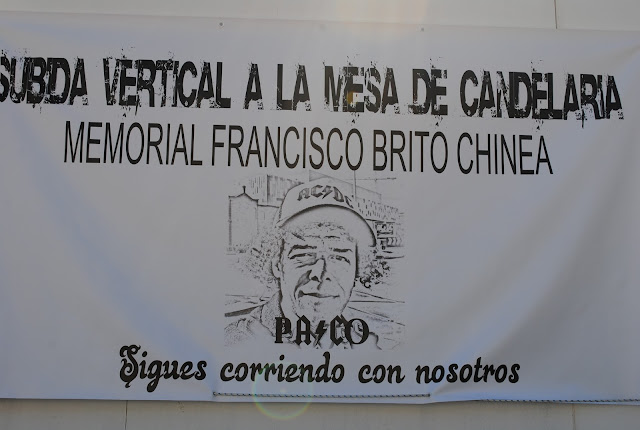 SUBIDA VERTICAL A LA MESA DE CANDELARIA
MEMORIAL FRANCISCO BRITO CHINEA
AC⚡DC
PA⚡CO
Sigues corriendo con nosotros